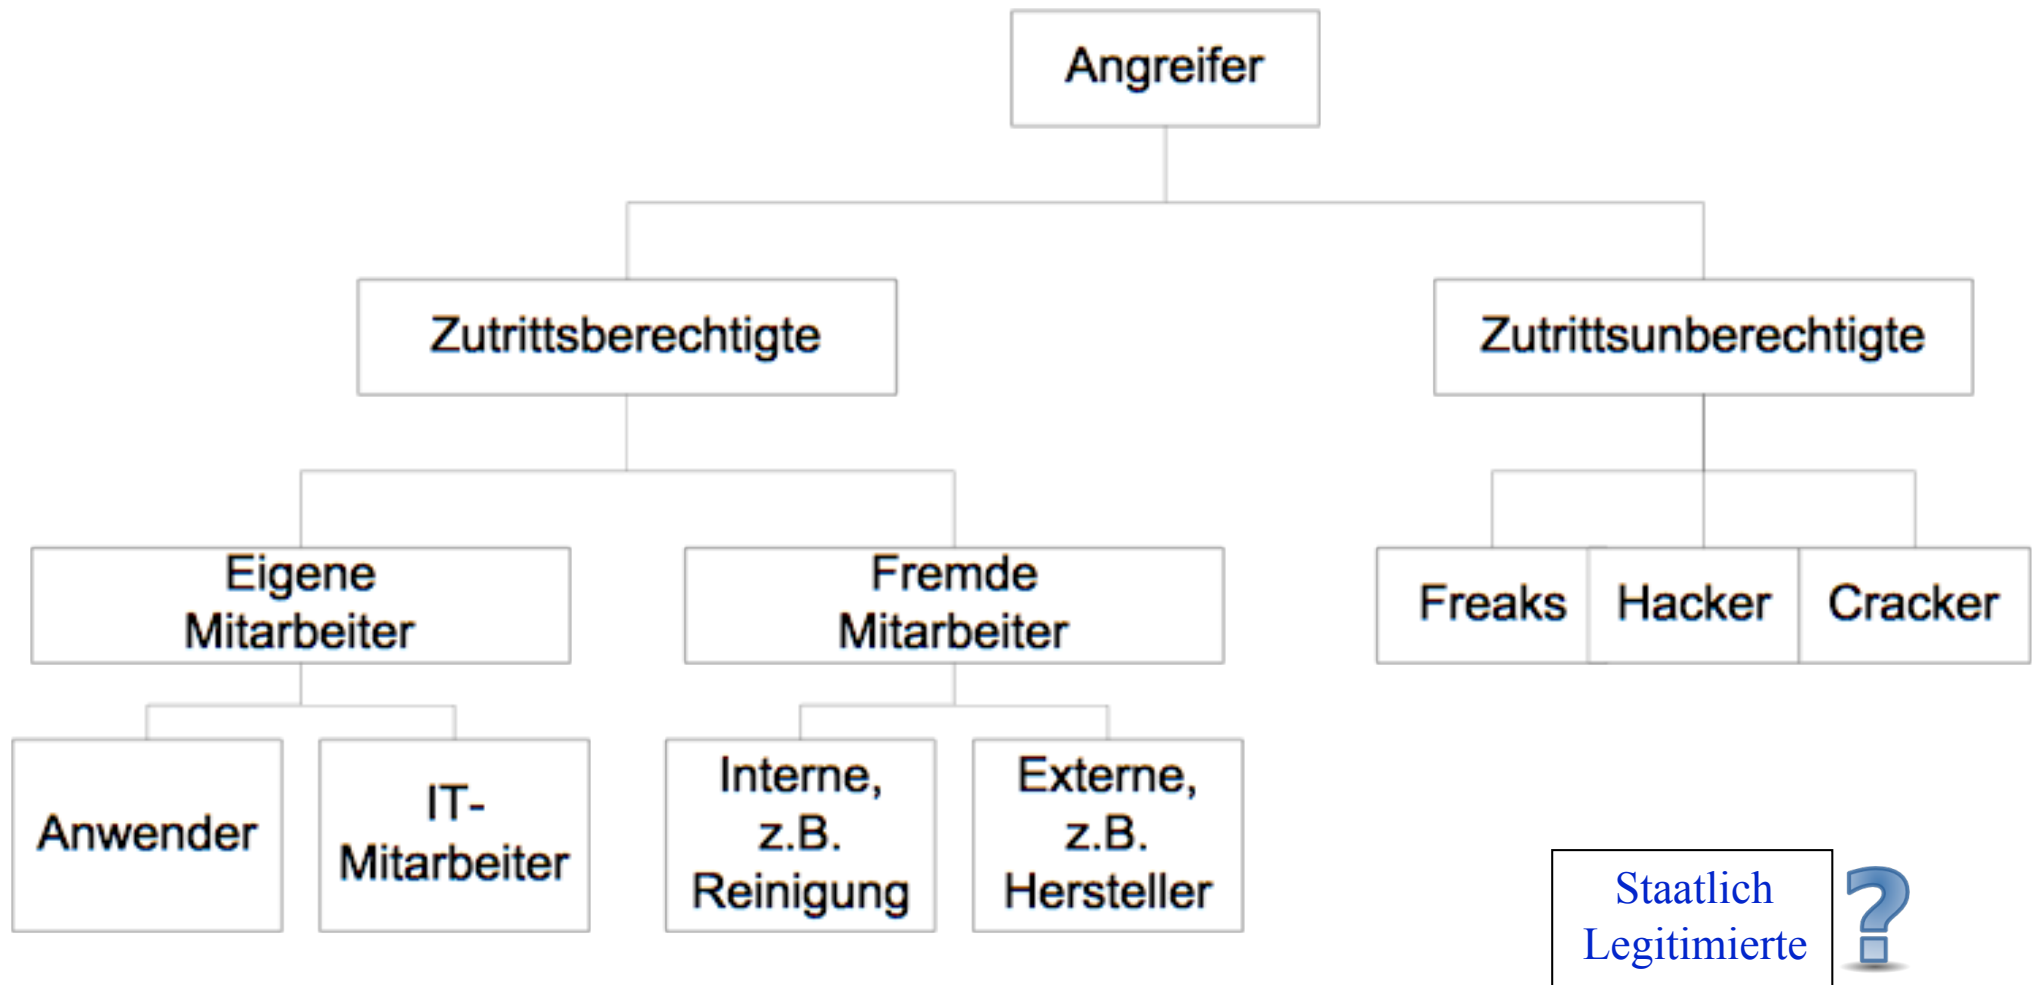 Angreifer
Zutrittsberechtigte
Zutrittsunberechtigte
Eigene
Mitarbeiter
Fremde
Mitarbeiter
Freaks
Hacker
Cracker
Anwender
IT-
Mitarbeiter
Interne,
z.B.
Reinigung
Externe,
z.B.
Hersteller
Staatlich
Legitimierte
?